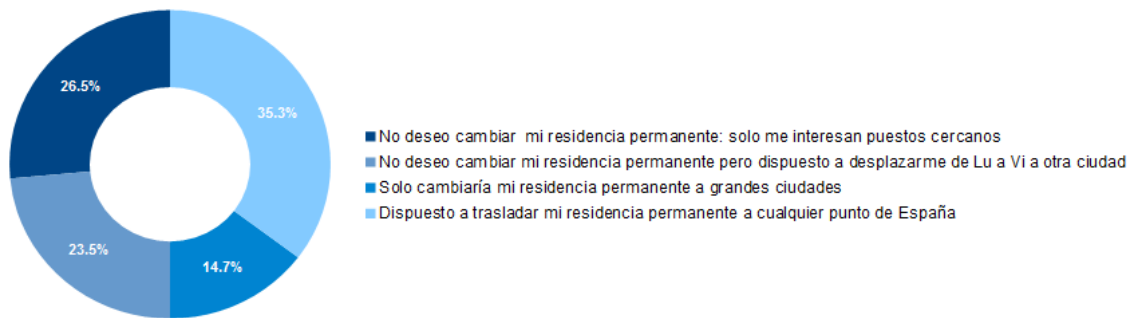 26.5%
35.3%
23.5%
14.7%
No deseo cambiar mi residencia permanente: solo me interesan puestos cercanos
No deseo cambiar mi residencia permanente pero dispuesto a desplazarme de Lu a Vi a otra ciudad
Solo cambiaría mi residencia permanente a grandes ciudades
Dispuesto a trasladar mi residencia permanente a cualquier punto de España